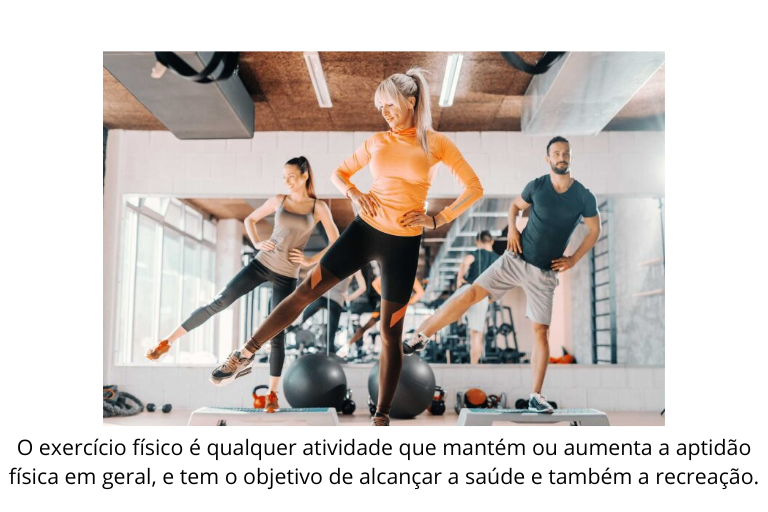 O exercício físico é qualquer atividade que mantém ou aumenta a aptidão
física em geral, e tem o objetivo de alcançar a saúde e também a recreação.